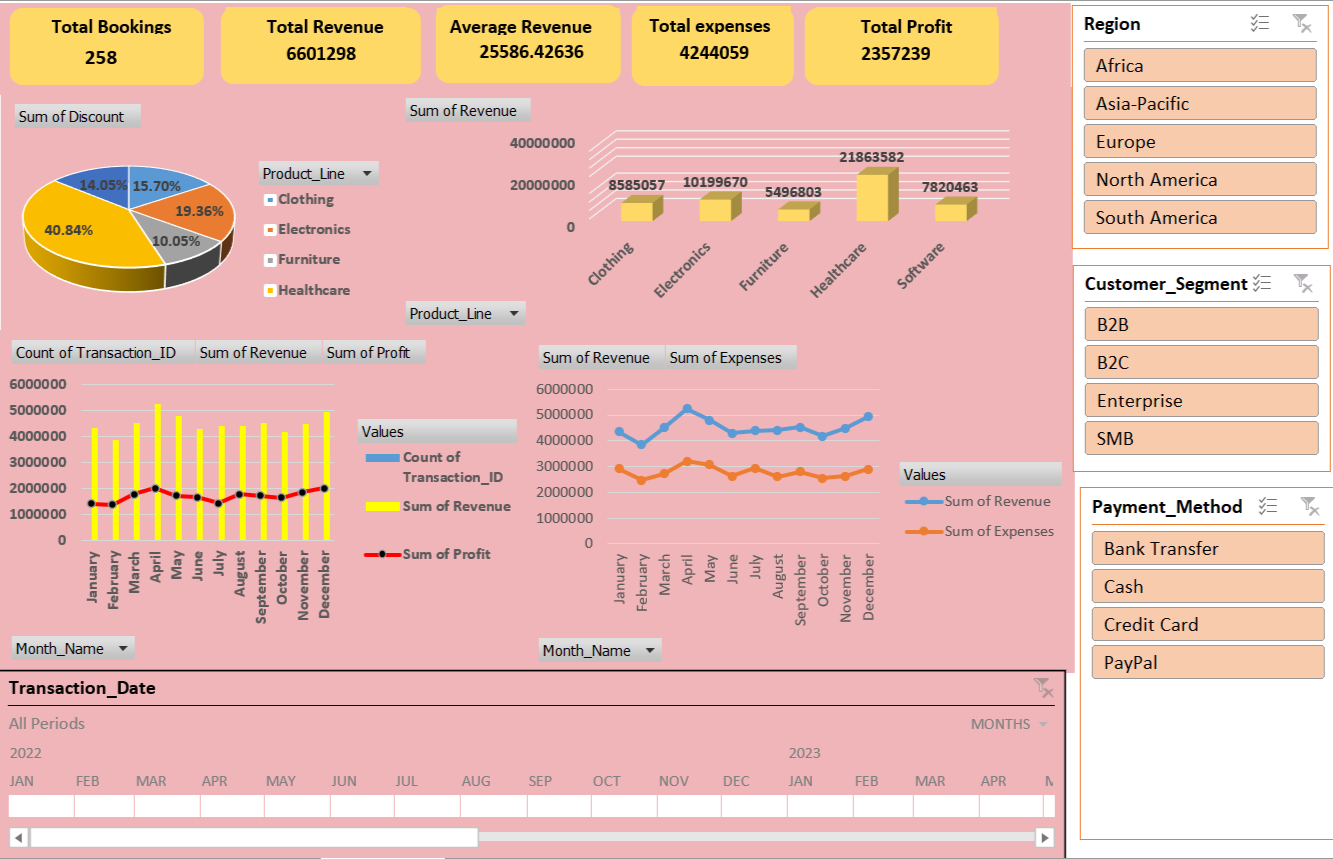 Total Bookings
258
Total Revenue
6601298
Average Revenue
25586.42636
Total expenses
4244059
Total Profit
2357239
Sum of Discount
14.05%
15.70%
19.36%
40.84%
10.05%
Product_Line
Clothing
Electronics
Furniture
Healthcare
Sum of Revenue
40000000
20000000
0
8585057
10199670
5496803
21863582
7820463
Clothing
Electronics
Furniture
Healthcare
Software
Product_Line
Count of Transaction_ID
Sum of Revenue
Sum of Profit
6000000
5000000
4000000
3000000
2000000
1000000
0
January
February
March
April
May
June
July
August
September
October
November
December
Values
Count of
Transaction_ID
Sum of Revenue
Sum of Profit
Month_Name
Sum of Revenue
Sum of Expenses
6000000
5000000
4000000
3000000
2000000
1000000
0
January
February
March
April
May
June
July
August
September
October
November
December
Values
Sum of Revenue
Sum of Expenses
Month_Name
Transaction_Date
All Periods
MONTHS
2022
2023
JAN FEB MAR APR MAY JUN JUL AUG SEP OCT NOV DEC JAN FEB MAR APR
Region
Africa
Asia-Pacific
Europe
North America
South America
Customer_Segment
B2B
B2C
Enterprise
SMB
Payment_Method
Bank Transfer
Cash
Credit Card
PayPal